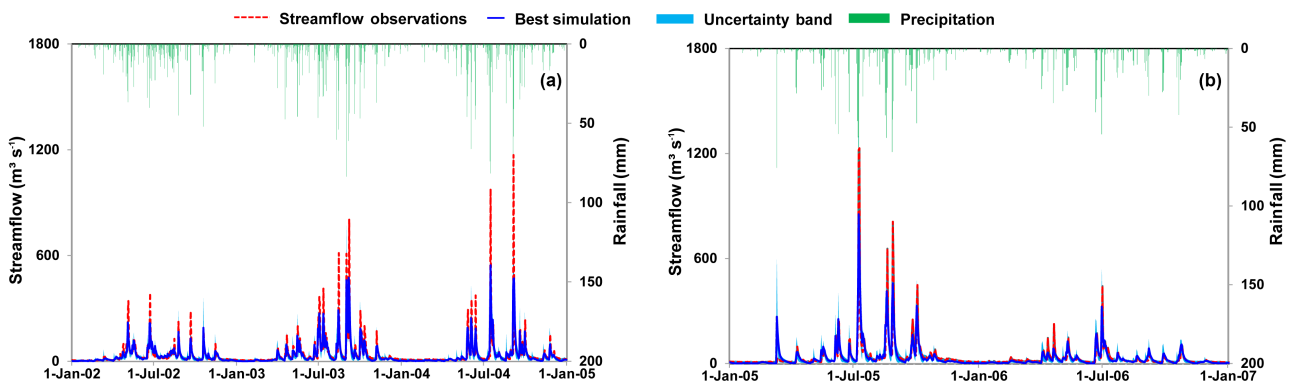 Streamflow observations Best simulation Uncertainty band Precipitation
(a)
Streamflow (m³ s⁻¹)
1800
1200
600
0
0
50
100
150
200
Rainfall (mm)
1-Jan-02 1-Jul-02 1-Jan-03 1-Jul-03 1-Jan-04 1-Jul-04 1-Jan-05
(b)
Streamflow (m³ s⁻¹)
1800
1200
600
0
0
50
100
150
200
Rainfall (mm)
1-Jan-05 1-Jul-05 1-Jan-06 1-Jul-06 1-Jan-07